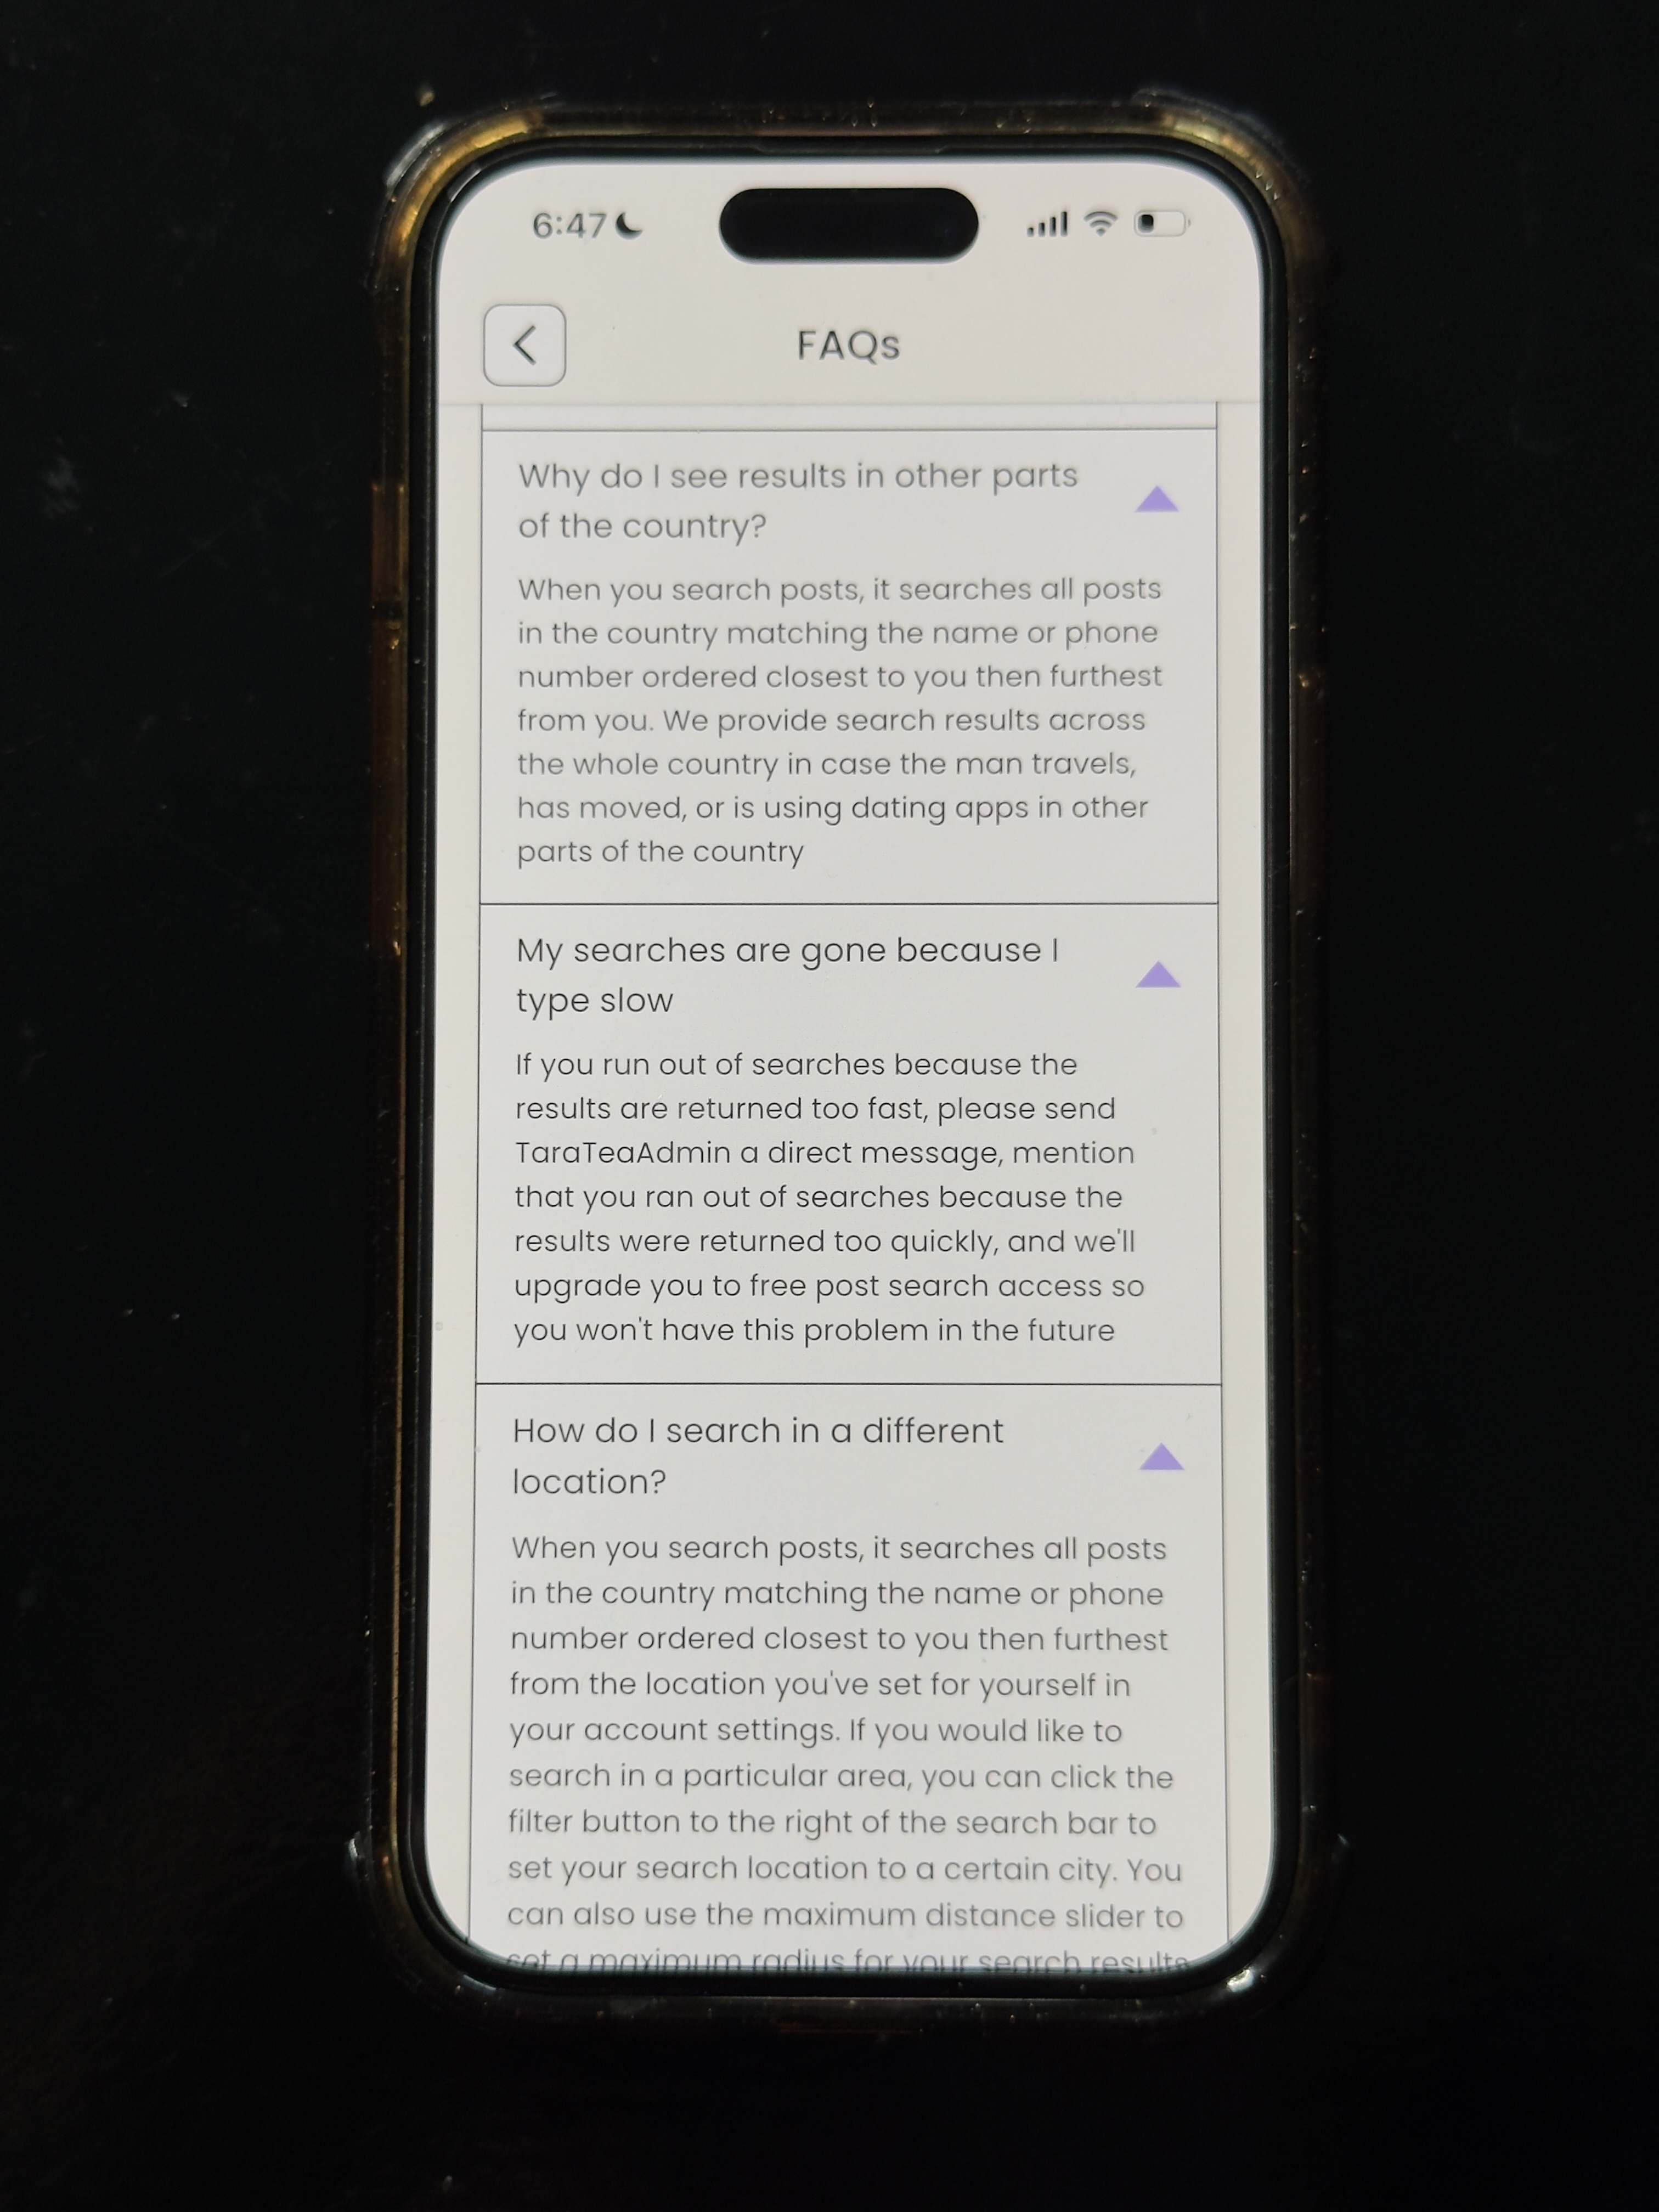 6:47
FAQs
Why do I see results in other parts
of the country?
When you search posts, it searches all posts
in the country matching the name or phone
number ordered closest to you then furthest
from you. We provide search results across
the whole country in case the man travels,
has moved, or is using dating apps in other
parts of the country
My searches are gone because I
type slow
If you run out of searches because the
results are returned too fast, please send
TaraTeaAdmin a direct message, mention
that you ran out of searches because the
results were returned too quickly, and we'll
upgrade you to free post search access so
you won't have this problem in the future
How do I search in a different
location?
When you search posts, it searches all posts
in the country matching the name or phone
number ordered closest to you then furthest
from the location you've set for yourself in
your account settings. If you would like to
search in a particular area, you can click the
filter button to the right of the search bar to
set your search location to a certain city. You
can also use the maximum distance slider to
set a maximum radius for your search results